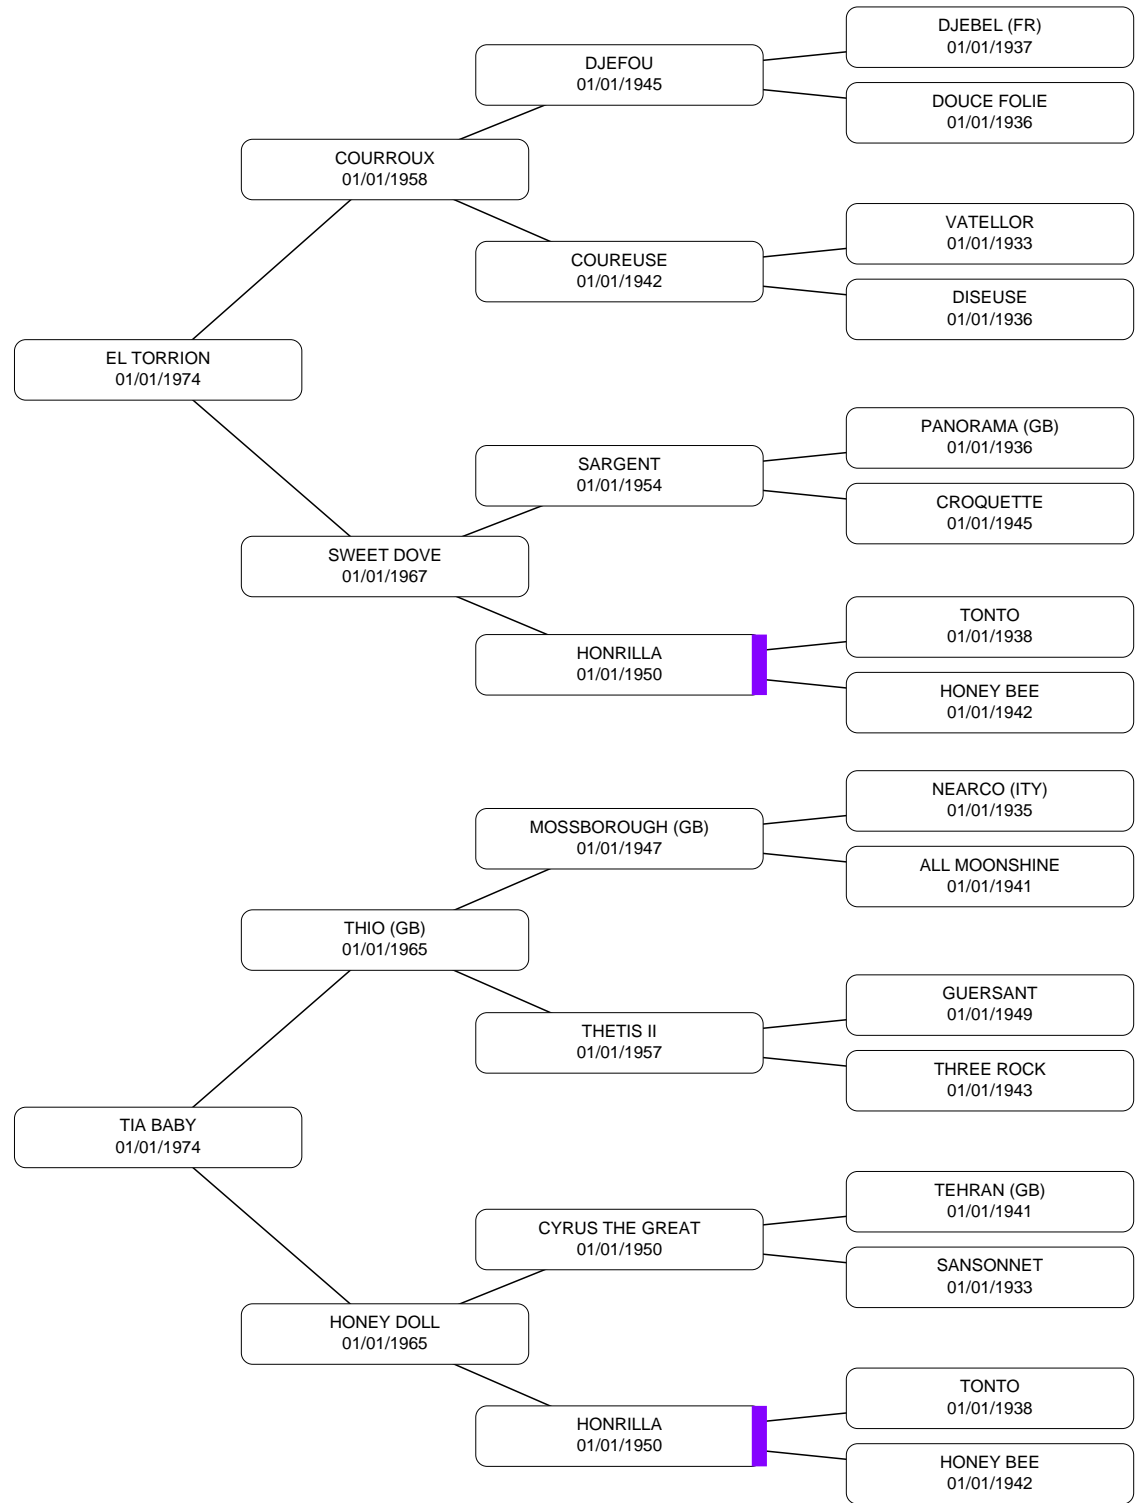 DJEBEL (FR)
01/01/1937
DJEFOU
01/01/1945
DOUCE FOLIE
01/01/1936
COURROUX
01/01/1958
VATELLOR
01/01/1933
COUREUSE
01/01/1942
DISEUSE
01/01/1936
EL TORRION
01/01/1974
PANORAMA (GB)
01/01/1936
SARGENT
01/01/1954
CROQUETTE
01/01/1945
SWEET DOVE
01/01/1967
TONTO
01/01/1938
HONRILLA
01/01/1950
HONEY BEE
01/01/1942
NEARCO (ITY)
01/01/1935
MOSSBOROUGH (GB)
01/01/1947
ALL MOONSHINE
01/01/1941
THIO (GB)
01/01/1965
GUERSANT
01/01/1949
THETIS II
01/01/1957
THREE ROCK
01/01/1943
TIA BABY
01/01/1974
TEHRAN (GB)
01/01/1941
CYRUS THE GREAT
01/01/1950
SANSONNET
01/01/1933
HONEY DOLL
01/01/1965
TONTO
01/01/1938
HONRILLA
01/01/1950
HONEY BEE
01/01/1942